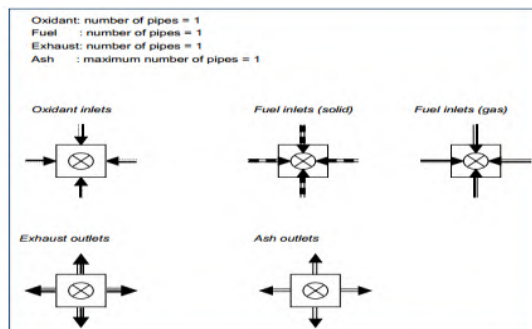 Oxidant: number of pipes = 1
Fuel : number of pipes = 1
Exhaust: number of pipes = 1
Ash : maximum number of pipes = 1
Oxidant inlets
Fuel inlets (solid)
Fuel inlets (gas)
Exhaust outlets
Ash outlets